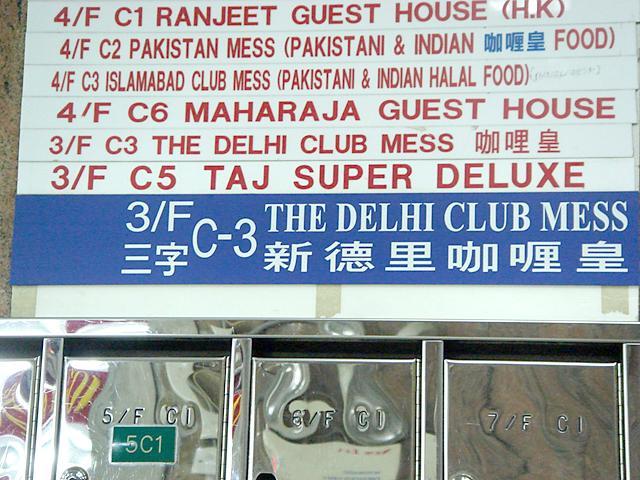 4/F C1 RANJEET GUEST HOUSE (H.K)
4/F C2 PAKISTAN MESS (PAKISTANI & INDIAN 咖喱皇 FOOD)
4/F C3 ISLAMABAD CLUB MESS (PAKISTANI & INDIAN HALAL FOOD)
4/F C6 MAHARAJA GUEST HOUSE
3/F C3 THE DELHI CLUB MESS 咖哩皇
3/F C5 TAJ SUPER DELUXE
3/F C-3 THE DELHI CLUB MESS
三字 新德里咖喱皇
5/F C1
5C1
6/F C1
7/F C1